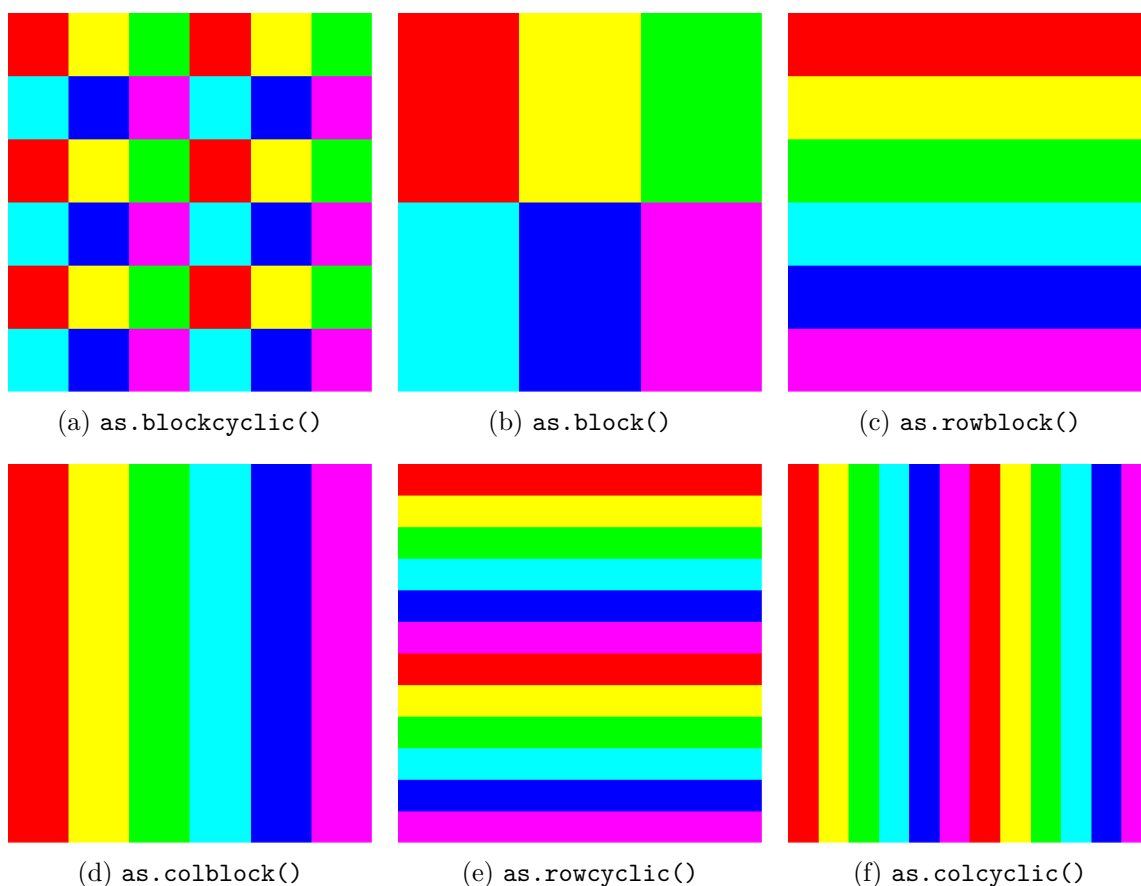 (a) as.blockcyclic()
(b) as.block()
(c) as.rowblock()
(d) as.colblock()
(e) as.rowcyclic()
(f) as.colcyclic()